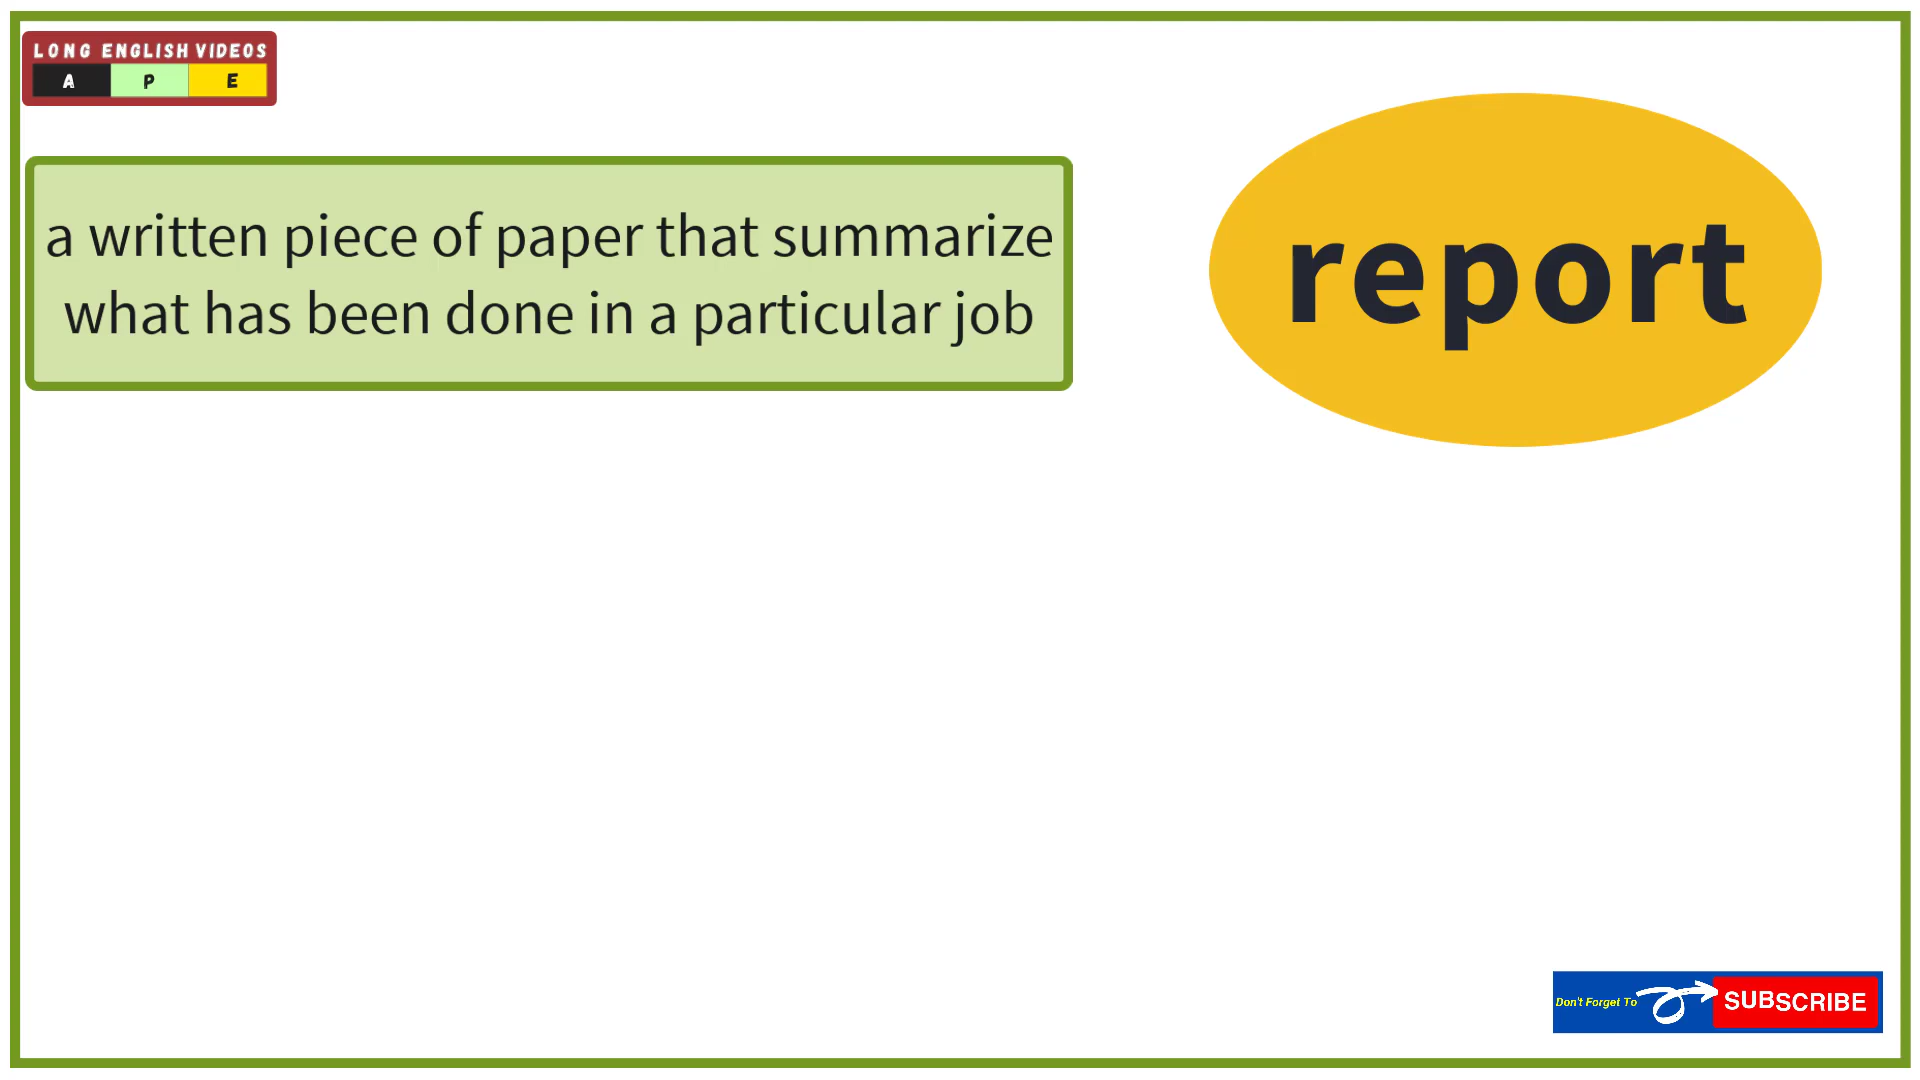 LONG ENGLISH VIDEOS
A P E
a written piece of paper that summarize
what has been done in a particular job
report
Don't Forget To SUBSCRIBE